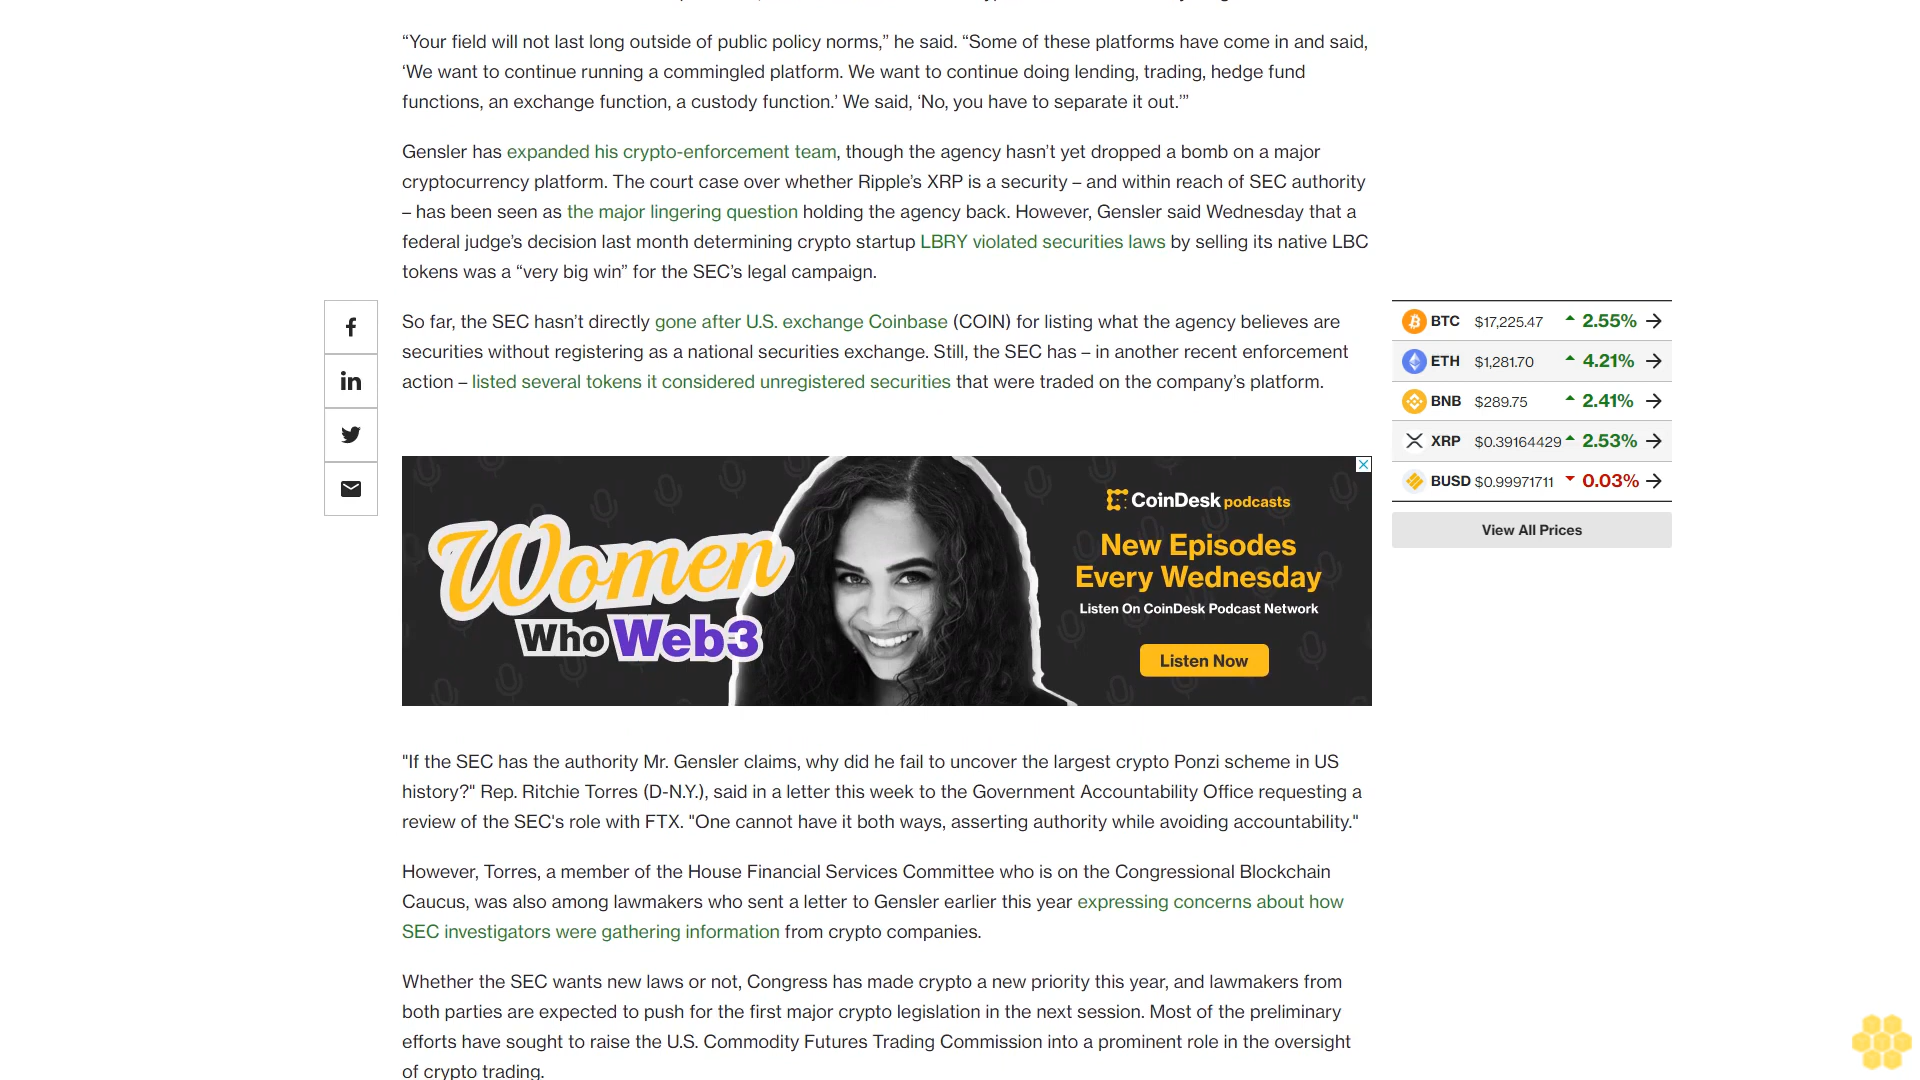 “Your field will not last long outside of public policy norms,” he said. “Some of these platforms have come in and said,
‘We want to continue running a commingled platform. We want to continue doing lending, trading, hedge fund
functions, an exchange function, a custody function.’ We said, ‘No, you have to separate it out.’”
Gensler has expanded his crypto-enforcement team, though the agency hasn’t yet dropped a bomb on a major
cryptocurrency platform. The court case over whether Ripple’s XRP is a security – and within reach of SEC authority
– has been seen as the major lingering question holding the agency back. However, Gensler said Wednesday that a
federal judge’s decision last month determining crypto startup LBRY violated securities laws by selling its native LBC
tokens was a “very big win” for the SEC’s legal campaign.
So far, the SEC hasn’t directly gone after U.S. exchange Coinbase (COIN) for listing what the agency believes are
securities without registering as a national securities exchange. Still, the SEC has – in another recent enforcement
action – listed several tokens it considered unregistered securities that were traded on the company’s platform.
BTC $17,225.47 2.55%
ETH $1,281.70 4.21%
BNB $289.75 2.41%
XRP $0.39164429 2.53%
BUSD $0.99971711 0.03%
View All Prices
Women
Who Web3
CoinDesk podcasts
New Episodes
Every Wednesday
Listen On CoinDesk Podcast Network
Listen Now
"If the SEC has the authority Mr. Gensler claims, why did he fail to uncover the largest crypto Ponzi scheme in US
history?" Rep. Ritchie Torres (D-N.Y.), said in a letter this week to the Government Accountability Office requesting a
review of the SEC's role with FTX. "One cannot have it both ways, asserting authority while avoiding accountability."
However, Torres, a member of the House Financial Services Committee who is on the Congressional Blockchain
Caucus, was also among lawmakers who sent a letter to Gensler earlier this year expressing concerns about how
SEC investigators were gathering information from crypto companies.
Whether the SEC wants new laws or not, Congress has made crypto a new priority this year, and lawmakers from
both parties are expected to push for the first major crypto legislation in the next session. Most of the preliminary
efforts have sought to raise the U.S. Commodity Futures Trading Commission into a prominent role in the oversight
of crypto trading.